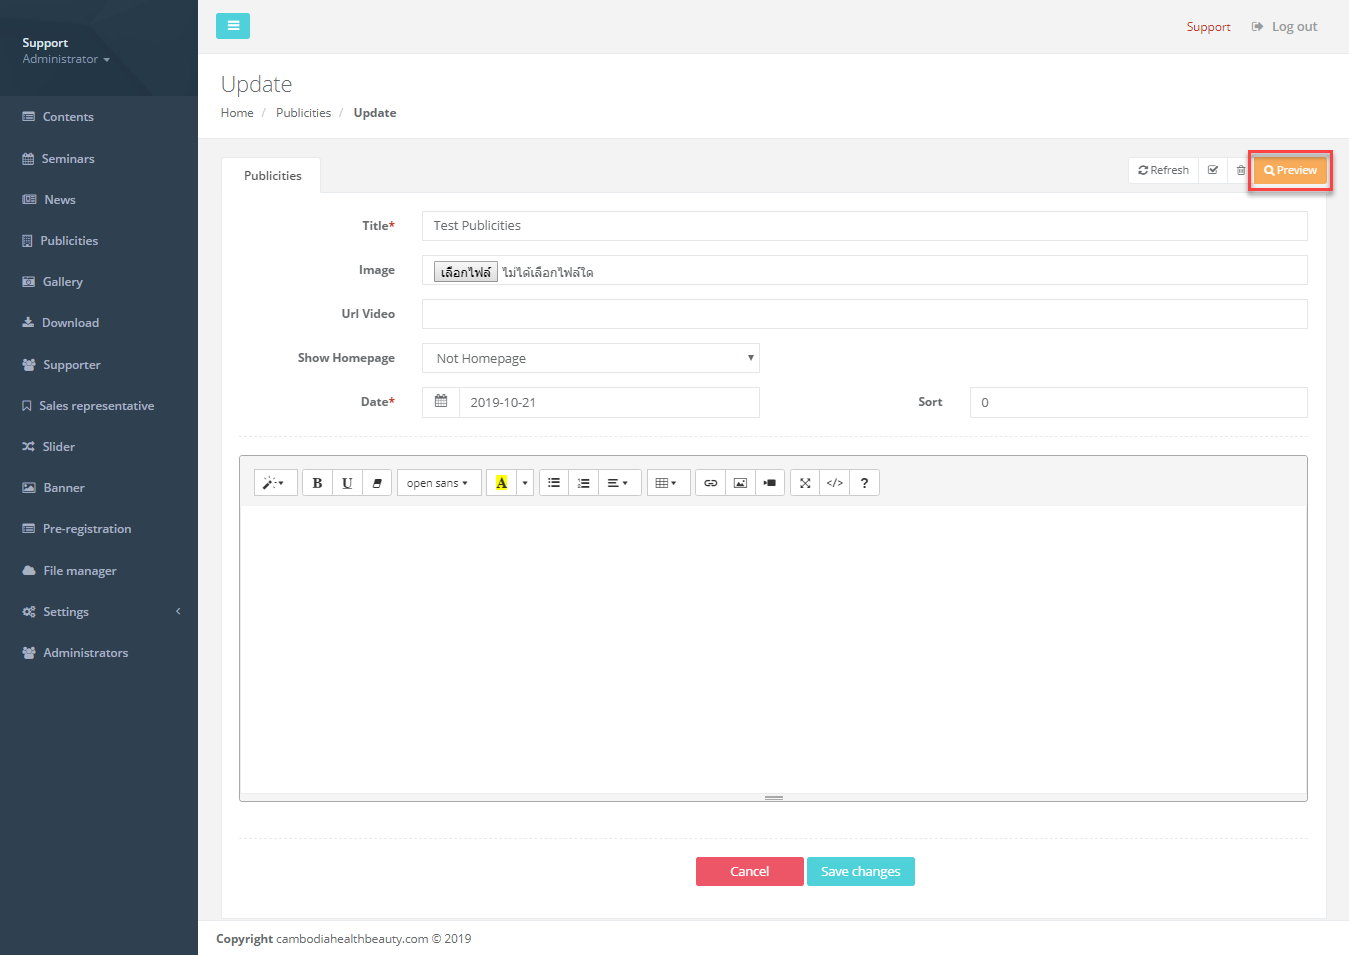 Support
Administrator
Contents
Seminars
News
Publicities
Gallery
Download
Supporter
Sales representative
Slider
Banner
Pre-registration
File manager
Settings
Administrators
Support Log out
Update
Home / Publicities / Update
Publicities
Refresh Preview
Title* Test Publicities
Image เลือกไฟล์ ไม่ได้เลือกไฟล์ใด
Url Video
Show Homepage Not Homepage
Date* 2019-10-21 Sort 0
B U open sans A </> ?
Cancel Save changes
Copyright cambodiahealthbeauty.com © 2019